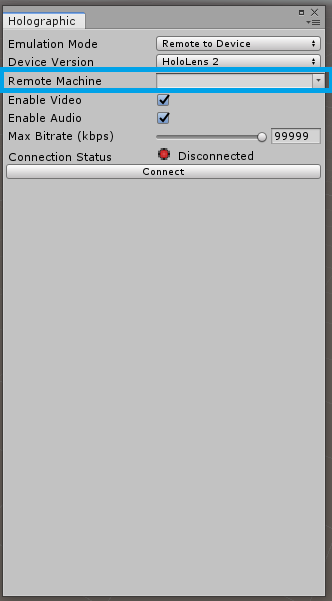 Holographic
Emulation Mode Remote to Device
Device Version HoloLens 2
Remote Machine
Enable Video
Enable Audio
Max Bitrate (kbps) 99999
Connection Status Disconnected
Connect